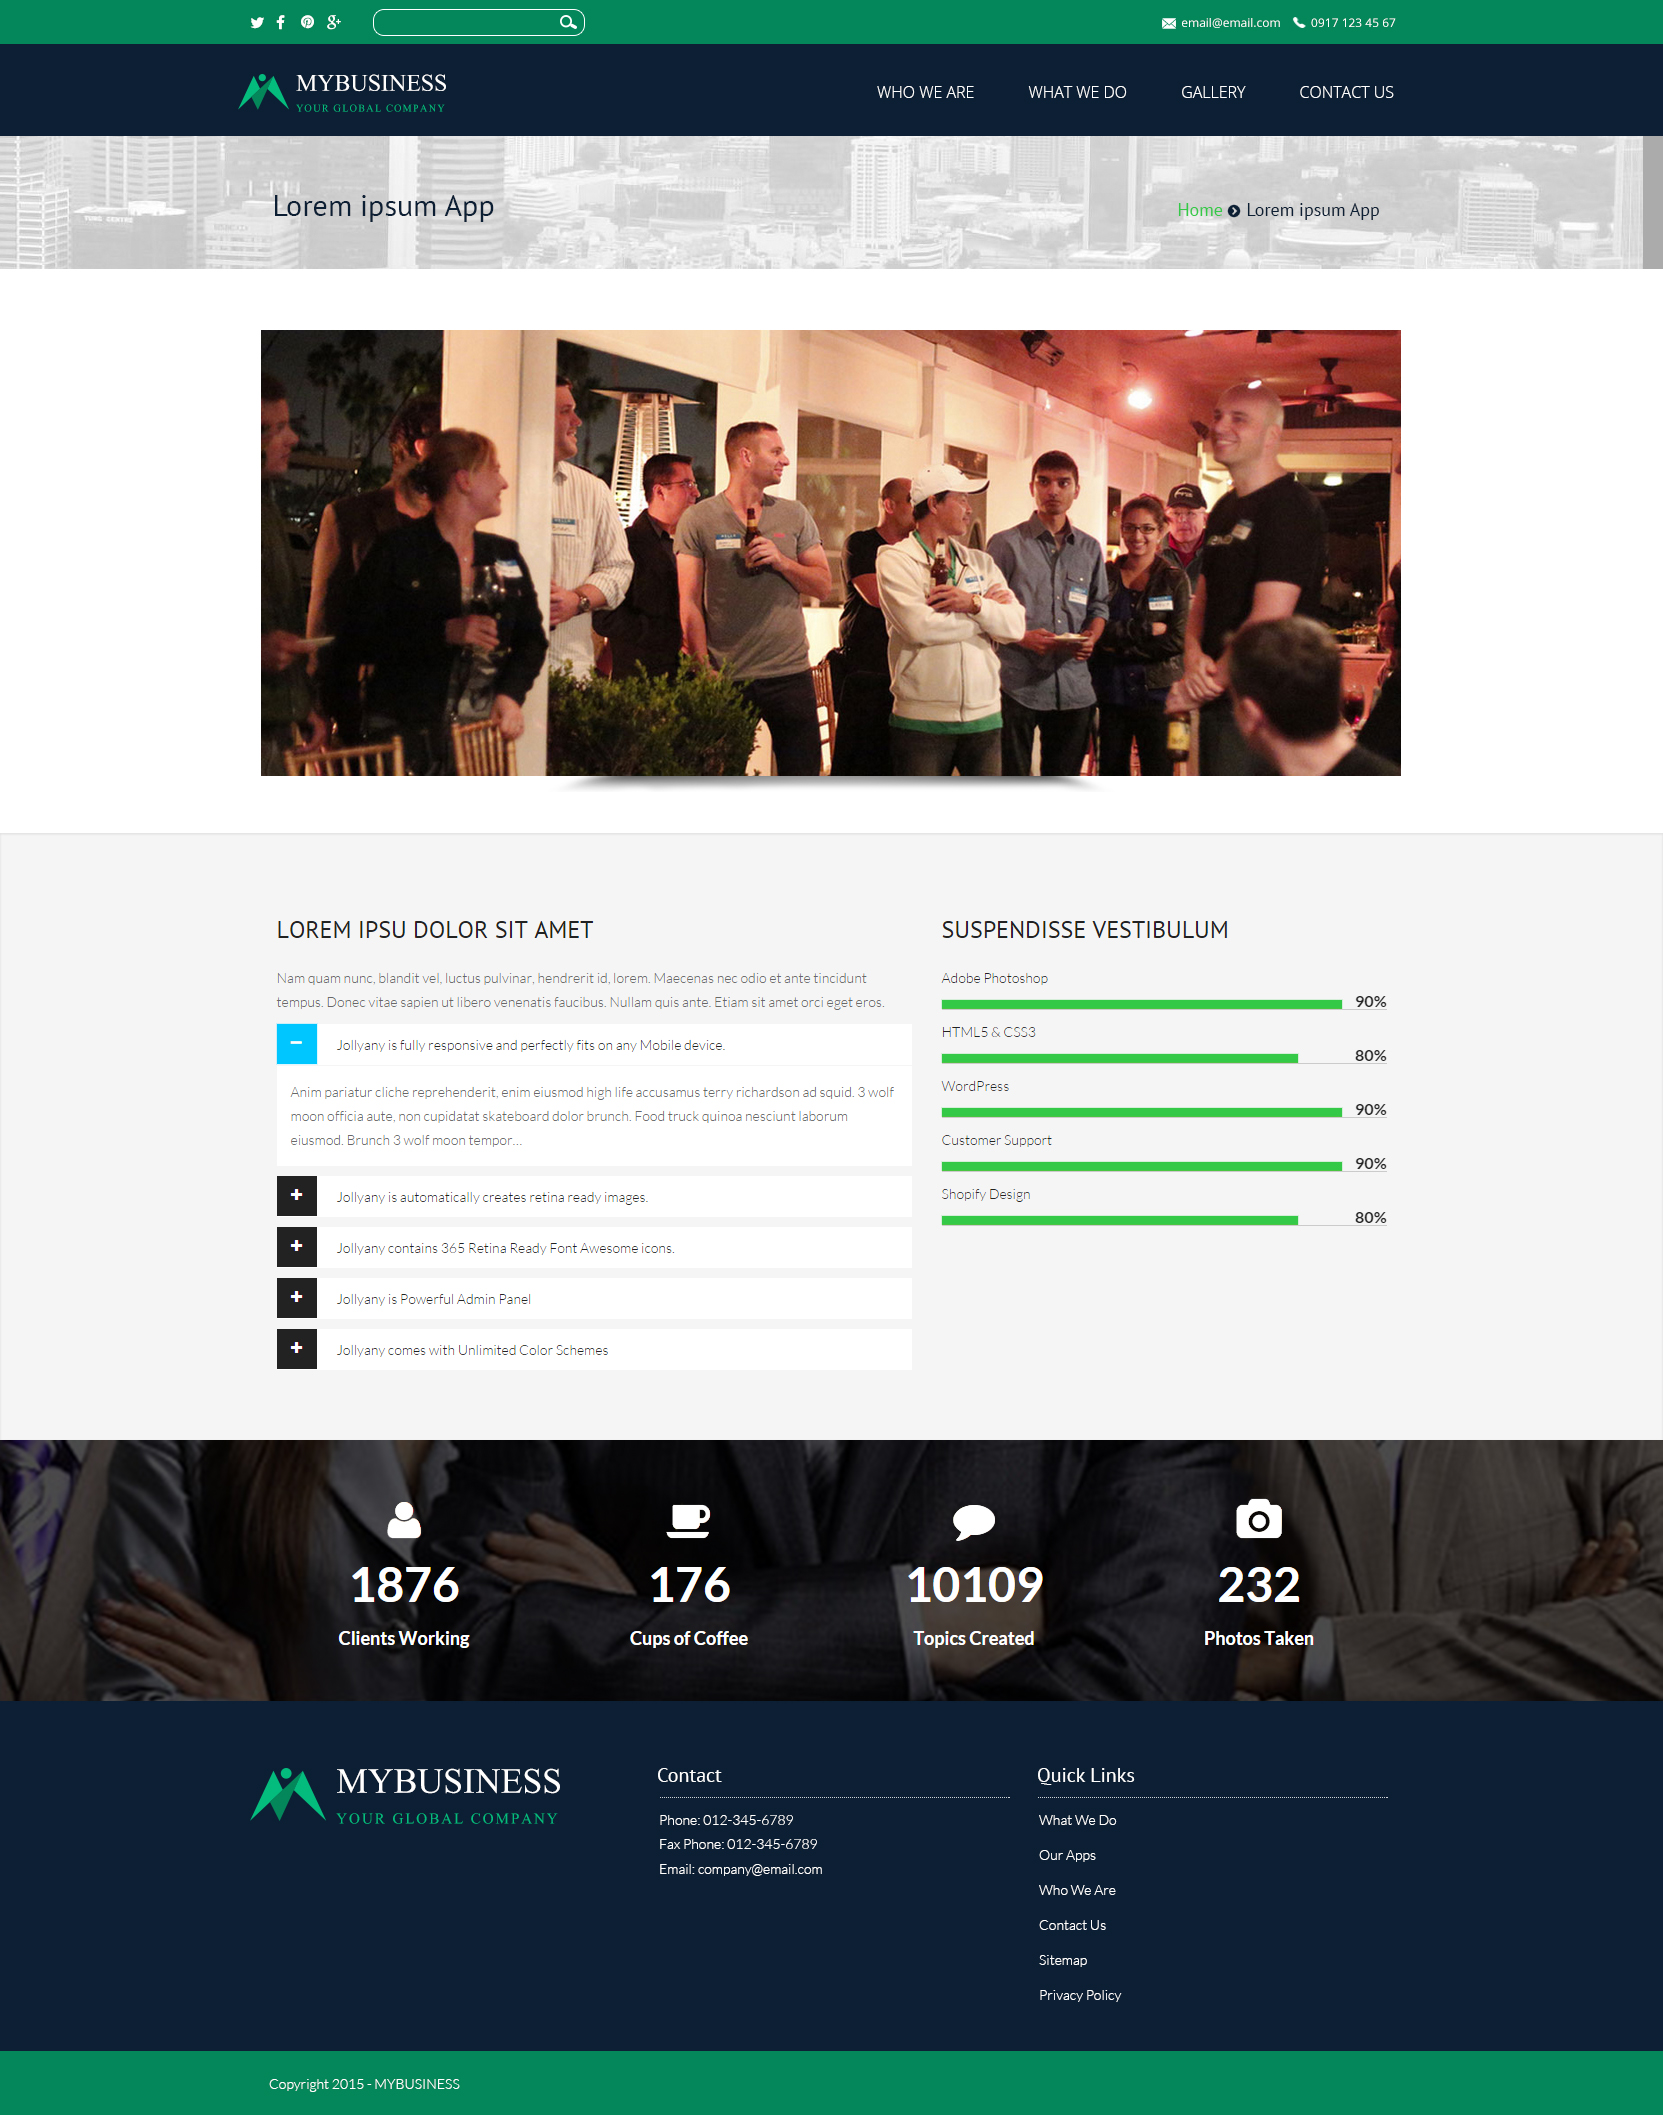 email@email.com 0917 123 45 67
MYBUSINESS
YOUR GLOBAL COMPANY
WHO WE ARE WHAT WE DO GALLERY CONTACT US
Lorem ipsum App
Home Lorem ipsum App
LOREM IPSU DOLOR SIT AMET
Nam quam nunc, blandit vel, luctus pulvinar, hendrerit id, lorem. Maecenas nec odio et ante tincidunt
tempus. Donec vitae sapien ut libero venenatis faucibus. Nullam quis ante. Etiam sit amet orci eget eros.
Jollyany is fully responsive and perfectly fits on any Mobile device.
Anim pariatur cliche reprehenderit, enim eiusmod high life accusamus terry richardson ad squid. 3 wolf
moon officia aute, non cupidatat skateboard dolor brunch. Food truck quinoa nesciunt laborum
eiusmod. Brunch 3 wolf moon tempor...
Jollyany is automatically creates retina ready images.
Jollyany contains 365 Retina Ready Font Awesome icons.
Jollyany is Powerful Admin Panel
Jollyany comes with Unlimited Color Schemes
SUSPENDISSE VESTIBULUM
Adobe Photoshop
90%
HTML5 & CSS3
80%
WordPress
90%
Customer Support
90%
Shopify Design
80%
1876
Clients Working
176
Cups of Coffee
10109
Topics Created
232
Photos Taken
MYBUSINESS
YOUR GLOBAL COMPANY
Contact
Phone: 012-345-6789
Fax Phone: 012-345-6789
Email: company@email.com
Quick Links
What We Do
Our Apps
Who We Are
Contact Us
Sitemap
Privacy Policy
Copyright 2015 - MYBUSINESS